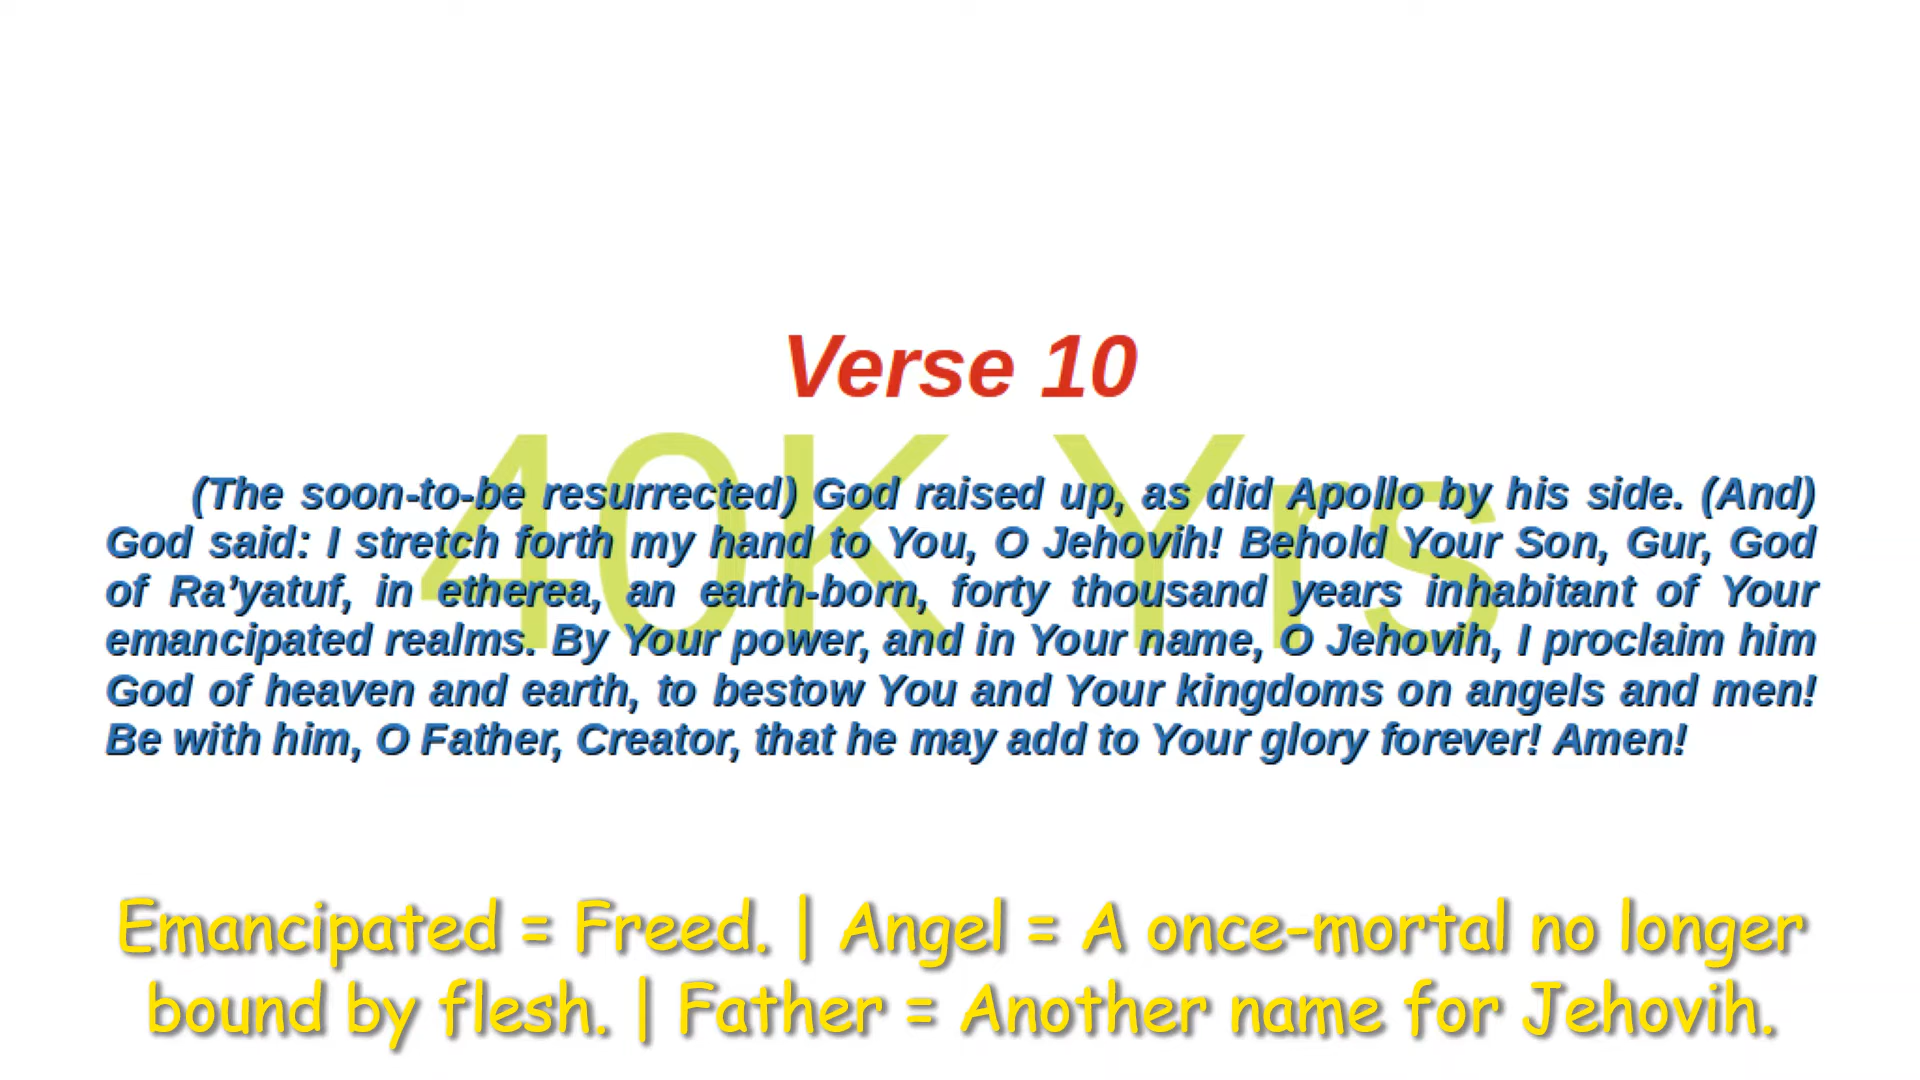 Verse 10
40K Yrs
(The soon-to-be resurrected) God raised up, as did Apollo by his side. (And)
God said: I stretch forth my hand to You, O Jehovih! Behold Your Son, Gur, God
of Ra’yatuf, in etherea, an earth-born, forty thousand years inhabitant of Your
emancipated realms. By Your power, and in Your name, O Jehovih, I proclaim him
God of heaven and earth, to bestow You and Your kingdoms on angels and men!
Be with him, O Father, Creator, that he may add to Your glory forever! Amen!
Emancipated = Freed. | Angel = A once-mortal no longer
bound by flesh. | Father = Another name for Jehovih.